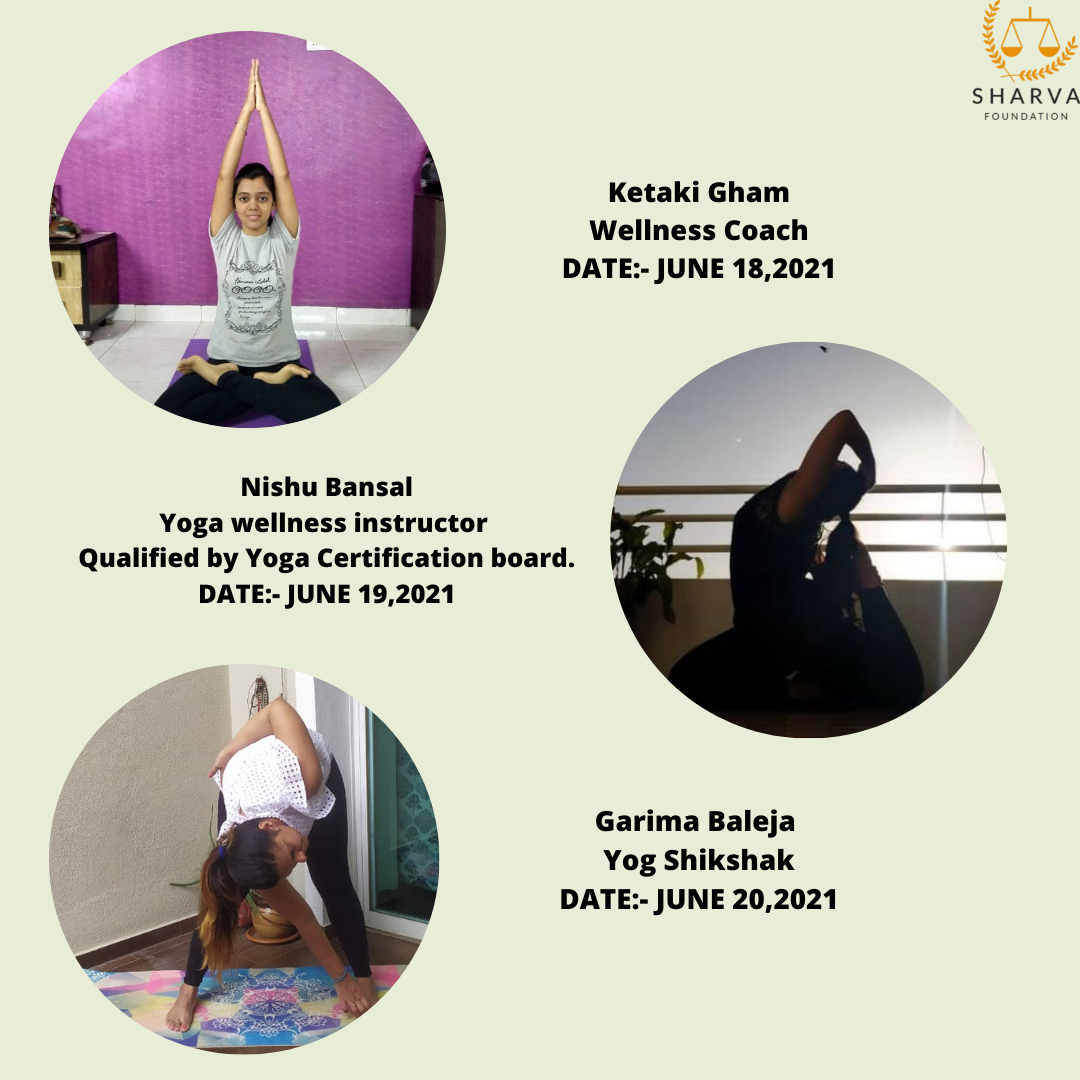 SHARVA
FOUNDATION
Ketaki Gham
Wellness Coach
DATE:- JUNE 18,2021
Nishu Bansal
Yoga wellness instructor
Qualified by Yoga Certification board.
DATE:- JUNE 19,2021
Garima Baleja
Yog Shikshak
DATE:- JUNE 20,2021